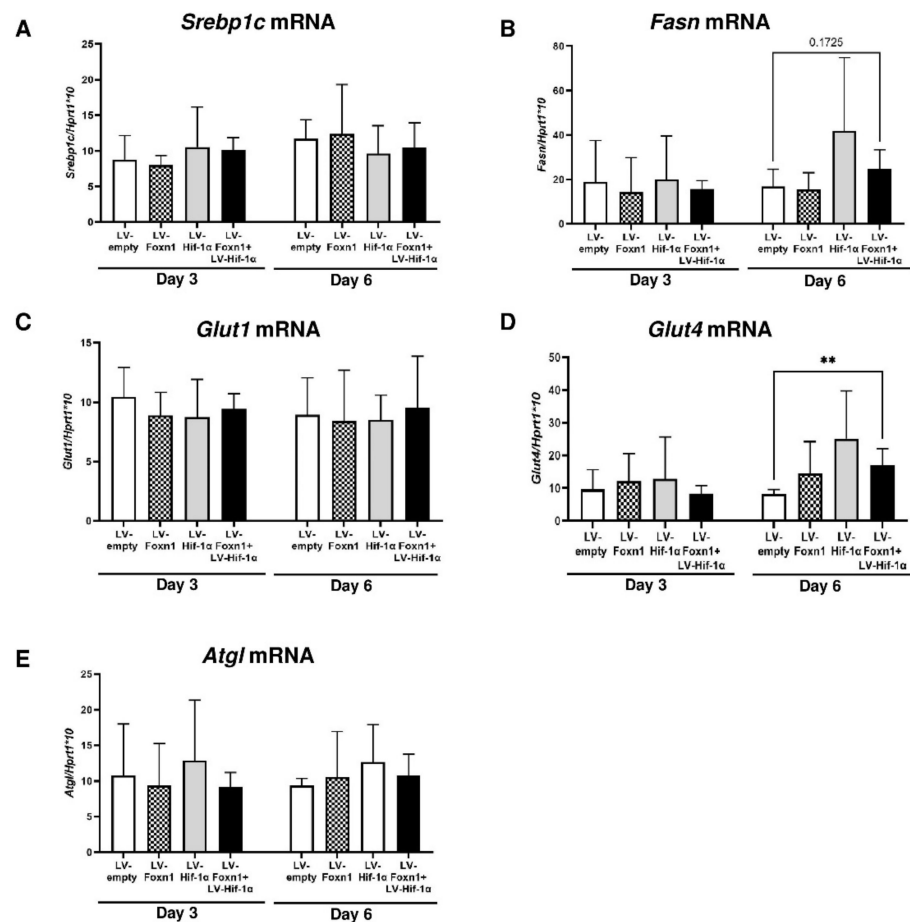 A
Srebp1c mRNA
Srebp1c/Hprt1*10
25
20
15
10
5
0
LV- LV- LV- LV-
empty Foxn1 Hif-1α Foxn1+
LV-Hif-1α
Day 3
LV- LV- LV- LV-
empty Foxn1 Hif-1α Foxn1+
LV-Hif-1α
Day 6
B
Fasn mRNA
Fasn/Hprt1*10
80
60
40
20
0
0.1725
LV- LV- LV- LV-
empty Foxn1 Hif-1α Foxn1+
LV-Hif-1α
Day 3
LV- LV- LV- LV-
empty Foxn1 Hif-1α Foxn1+
LV-Hif-1α
Day 6
C
Glut1 mRNA
Glut1/Hprt1*10
15
10
5
0
LV- LV- LV- LV-
empty Foxn1 Hif-1α Foxn1+
LV-Hif-1α
Day 3
LV- LV- LV- LV-
empty Foxn1 Hif-1α Foxn1+
LV-Hif-1α
Day 6
D
Glut4 mRNA
Glut4/Hprt1*10
50
40
30
20
10
0
**
LV- LV- LV- LV-
empty Foxn1 Hif-1α Foxn1+
LV-Hif-1α
Day 3
LV- LV- LV- LV-
empty Foxn1 Hif-1α Foxn1+
LV-Hif-1α
Day 6
E
Atgl mRNA
Atgl/Hprt1*10
25
20
15
10
5
0
LV- LV- LV- LV-
empty Foxn1 Hif-1α Foxn1+
LV-Hif-1α
Day 3
LV- LV- LV- LV-
empty Foxn1 Hif-1α Foxn1+
LV-Hif-1α
Day 6